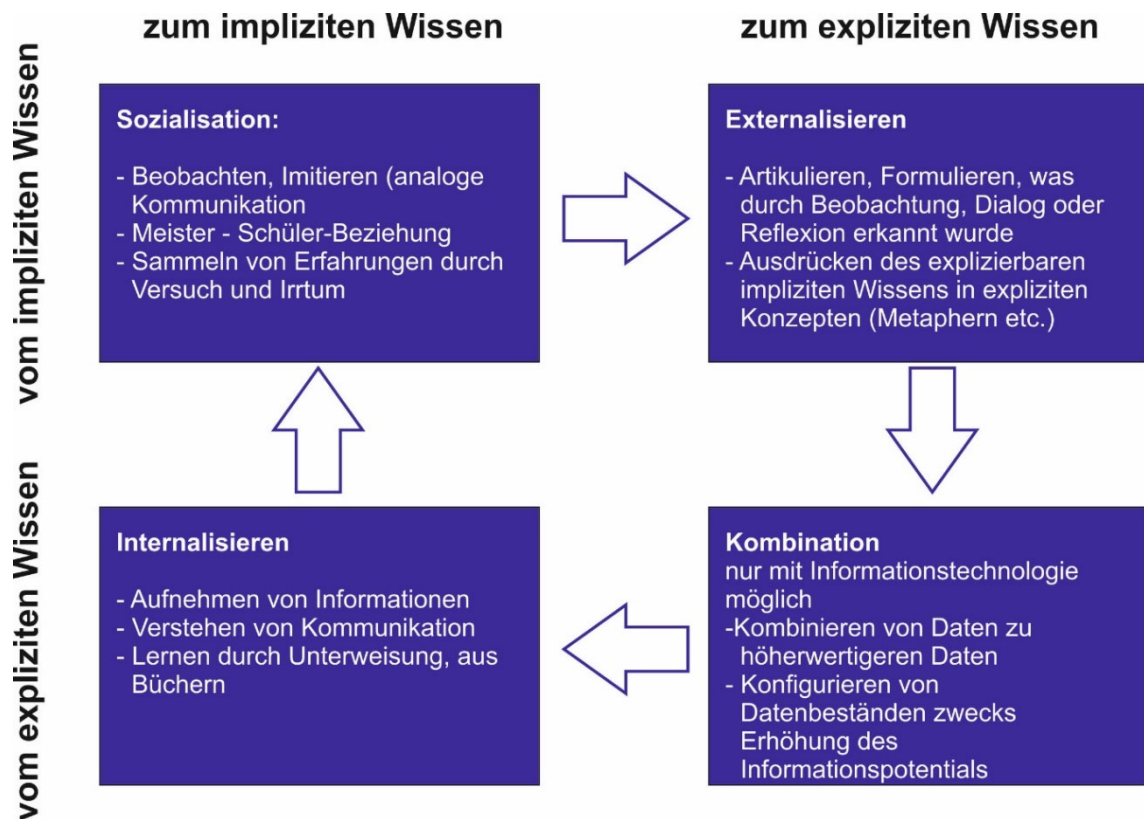 zum impliziten Wissen
zum expliziten Wissen
vom impliziten Wissen
Sozialisation:
- Beobachten, Imitieren (analoge
Kommunikation
- Meister - Schüler-Beziehung
- Sammeln von Erfahrungen durch
Versuch und Irrtum
Externalisieren
- Artikulieren, Formulieren, was
durch Beobachtung, Dialog oder
Reflexion erkannt wurde
- Ausdrücken des explizierbaren
impliziten Wissens in expliziten
Konzepten (Metaphern etc.)
vom expliziten Wissen
Internalisieren
- Aufnehmen von Informationen
- Verstehen von Kommunikation
- Lernen durch Unterweisung, aus
Büchern
Kombination
nur mit Informationstechnologie
möglich
-Kombinieren von Daten zu
höherwertigeren Daten
- Konfigurieren von
Datenbeständen zwecks
Erhöhung des
Informationspotentials